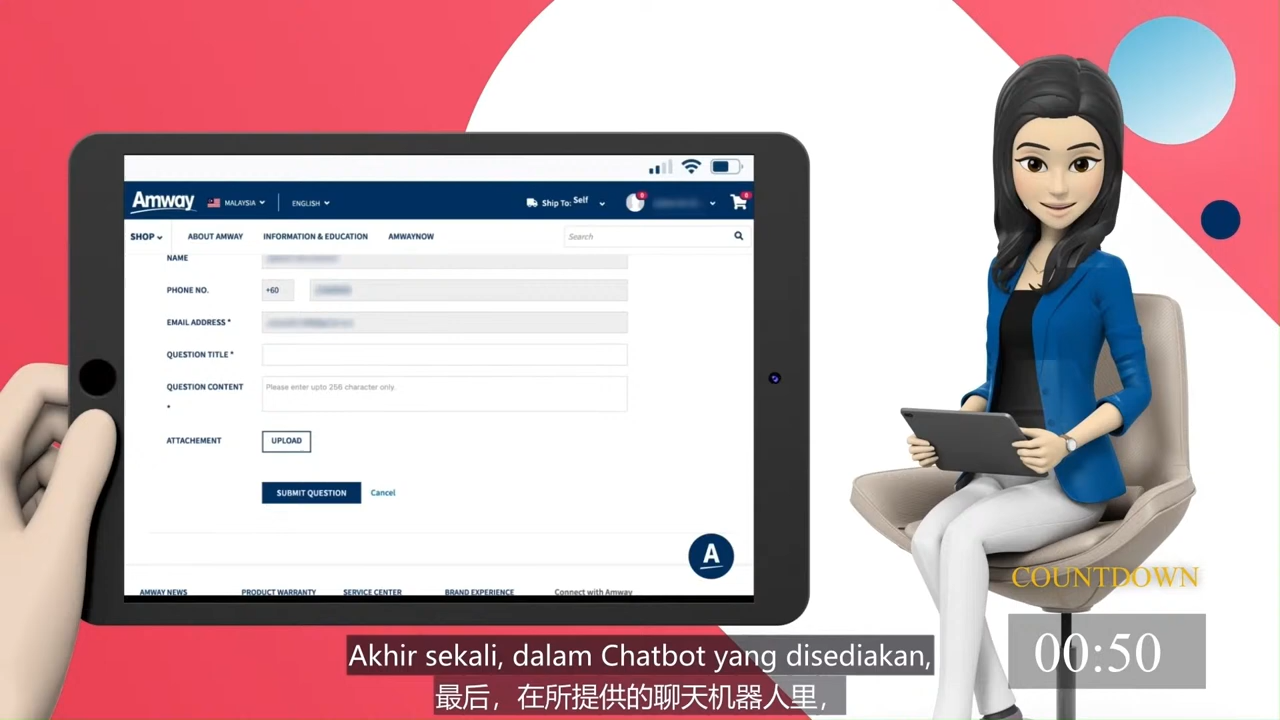 Amway MALAYSIA ENGLISH Ship To: Self 0 0
SHOP ABOUT AMWAY INFORMATION & EDUCATION AMWAYNOW Search
NAME
PHONE NO. +60
EMAIL ADDRESS *
QUESTION TITLE *
QUESTION CONTENT Please enter upto 256 character only.
*
ATTACHEMENT UPLOAD
SUBMIT QUESTION Cancel
A
AMWAY NEWS PRODUCT WARRANTY SERVICE CENTER BRAND EXPERIENCE Connect with Amway
COUNTDOWN
00:50
Akhir sekali, dalam Chatbot yang disediakan,
最后，在所提供的聊天机器人里，